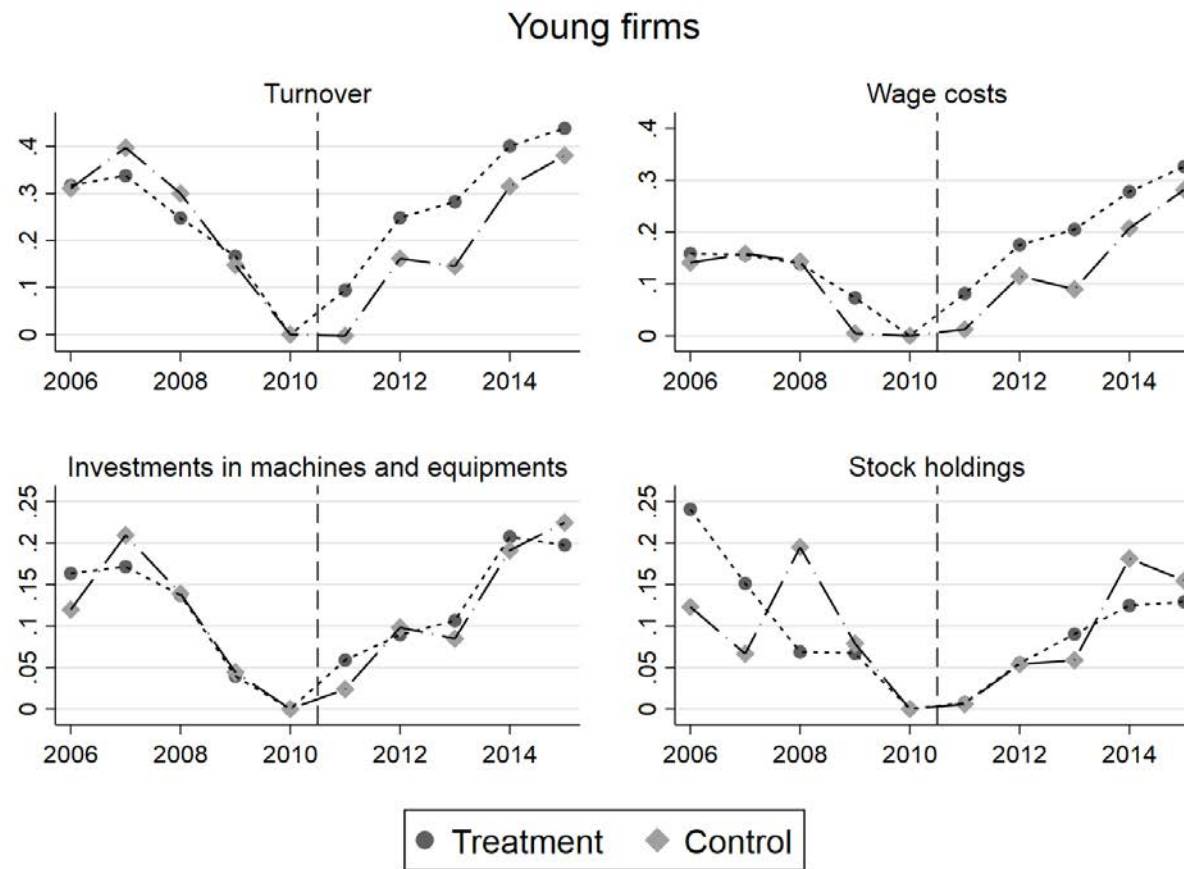 Young firms
Turnover
.4
.3
.2
.1
0
2006 2008 2010 2012 2014
Wage costs
.4
.3
.2
.1
0
2006 2008 2010 2012 2014
Investments in machines and equipments
.25
.2
.15
.1
.05
0
2006 2008 2010 2012 2014
Stock holdings
.25
.2
.15
.1
.05
0
2006 2008 2010 2012 2014
Treatment Control